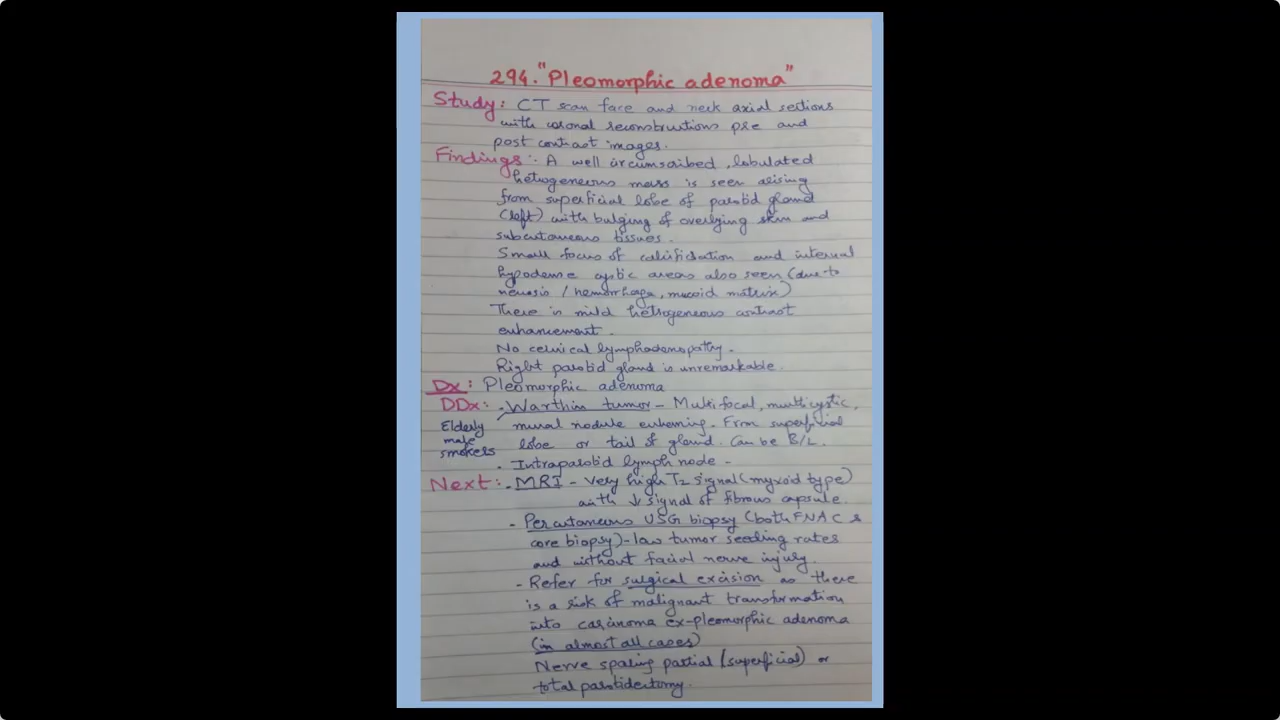 294. "Pleomorphic adenoma"
Study: CT scan face and neck axial sections
with coronal reconstructions pre and
post contrast images.
Findings:- A well circumscribed, lobulated
hetrogeneous mass is seen arising
from superficial lobe of parotid gland
(left) with bulging of overlying skin and
subcutaneous tissues.
Small focus of calcification and internal
hypodense cystic areas also seen (due to
necrosis / hemorrhage, mucoid matrix)
There is mild hetrogeneous contrast
enhancement.
No cervical lymphadenopathy.
Right parotid gland is unremarkable.
Dx: Pleomorphic adenoma
DDx: - Warthin tumor - Multifocal, multicystic,
Elderly male smokers
mural nodule enhancing. From superficial
lobe or tail of gland. Can be B/L.
- Intraparotid lymph node -
Next: - MRI - Very high T2 signal (myxoid type)
with ↓ signal of fibrous capsule.
- Percutaneous USG biopsy (both FNAC &
core biopsy) - low tumor seeding rates
and without facial nerve injury.
- Refer for surgical excision as there
is a risk of malignant transformation
into carcinoma ex-pleomorphic adenoma
(in almost all cases)
Nerve sparing partial (superficial) or
total parotidectomy.